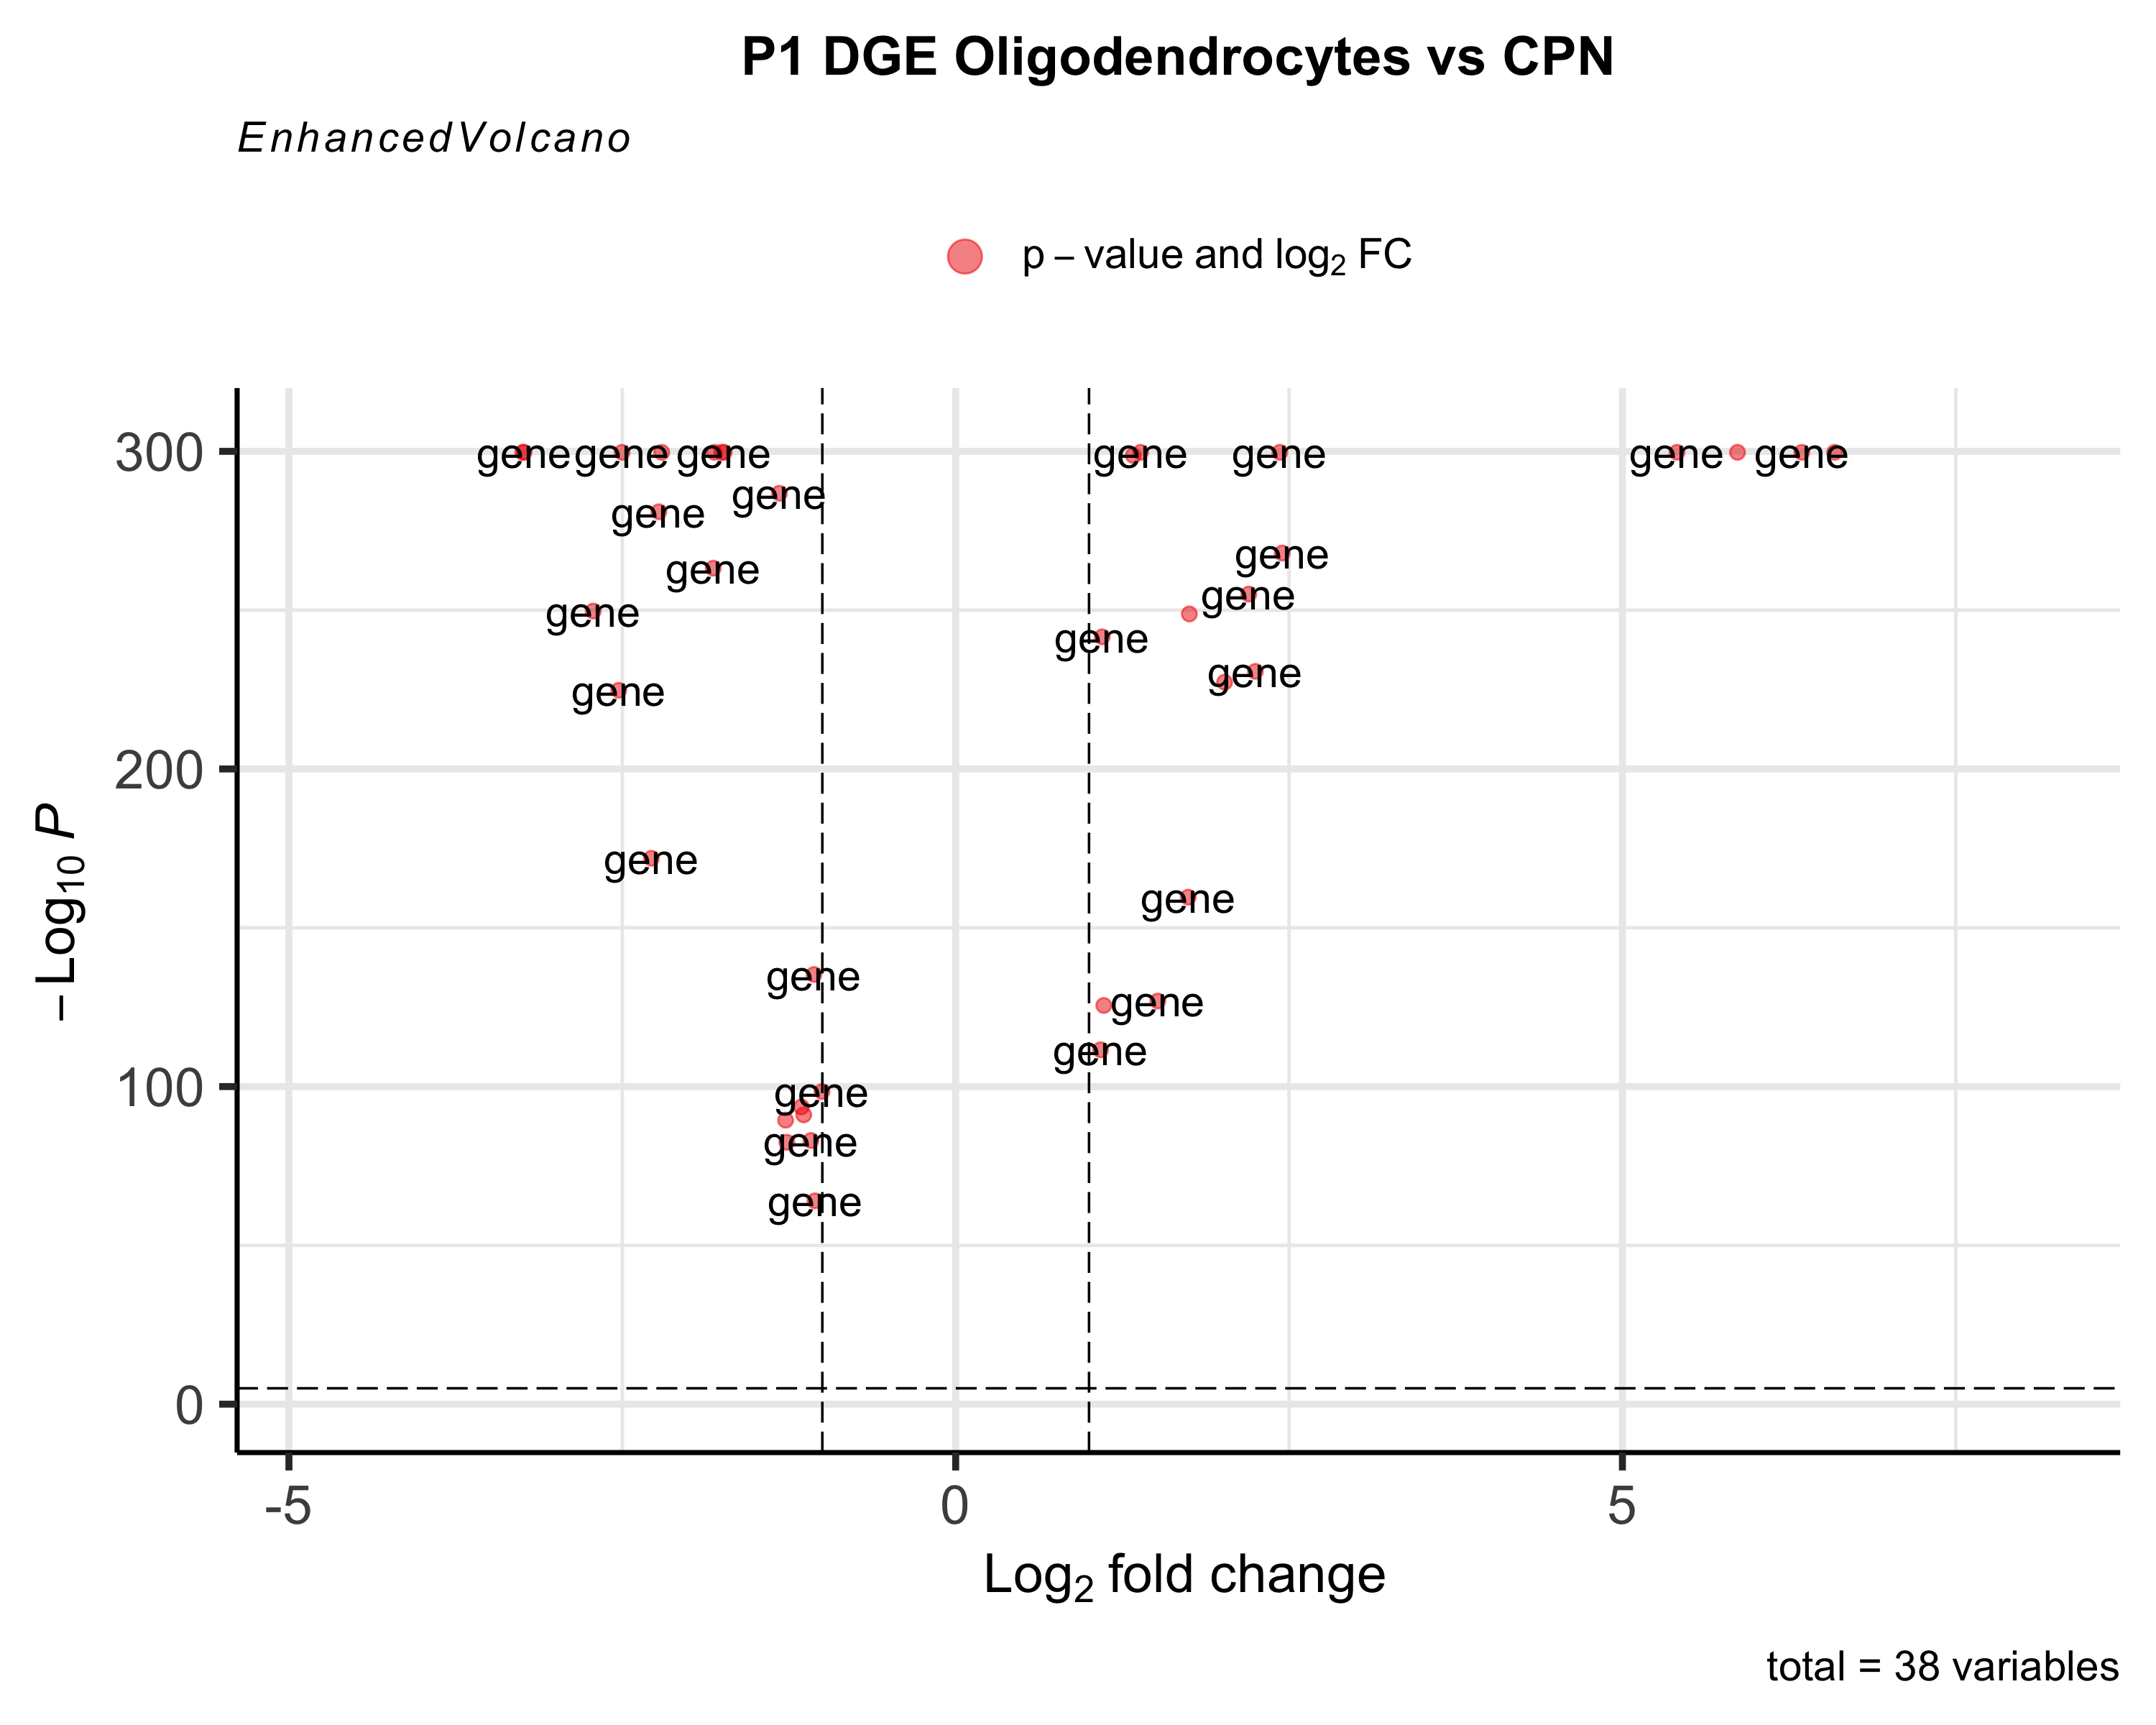 P1 DGE Oligodendrocytes vs CPN
EnhancedVolcano
p – value and log₂ FC
300
gene gene gene gene gene gene gene
gene
gene
gene
gene
gene
gene
gene
gene
gene
gene
200
gene
gene
gene
gene
gene
100
gene
gene
gene
0
-5 0 5
– Log₁₀ P
Log₂ fold change
total = 38 variables